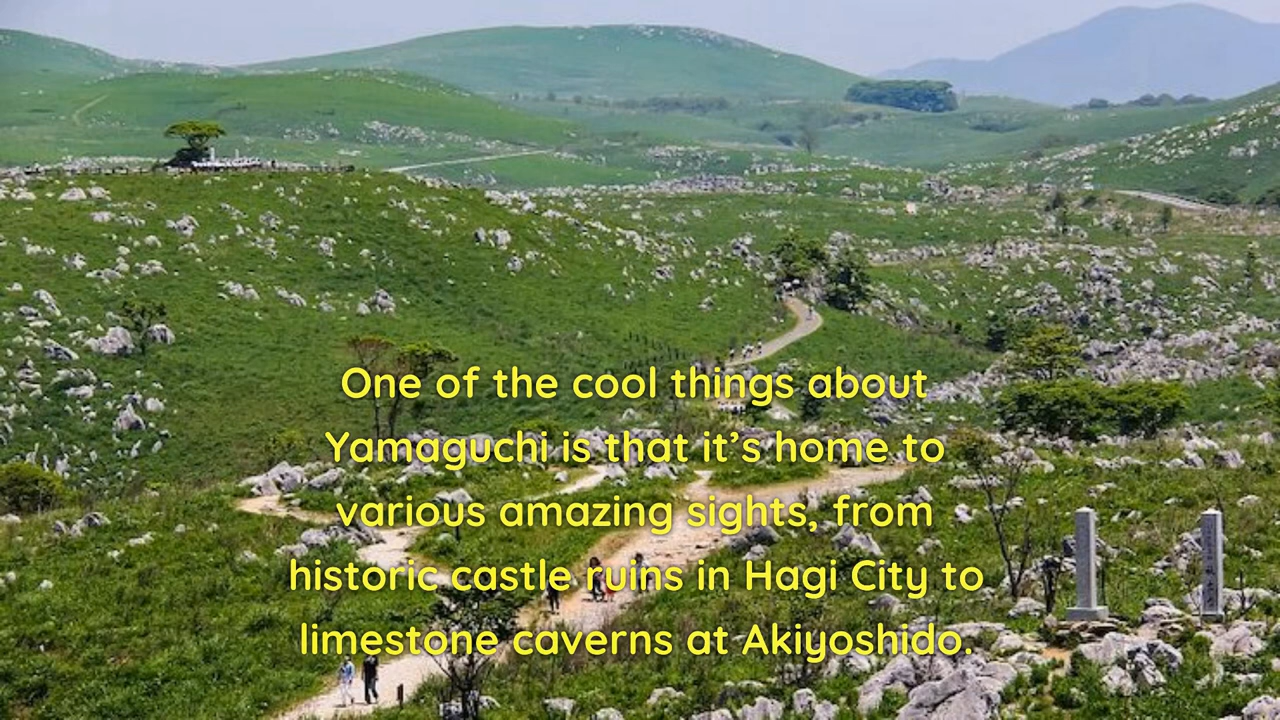 One of the cool things about
Yamaguchi is that it’s home to
various amazing sights, from
historic castle ruins in Hagi City to
limestone caverns at Akiyoshido.